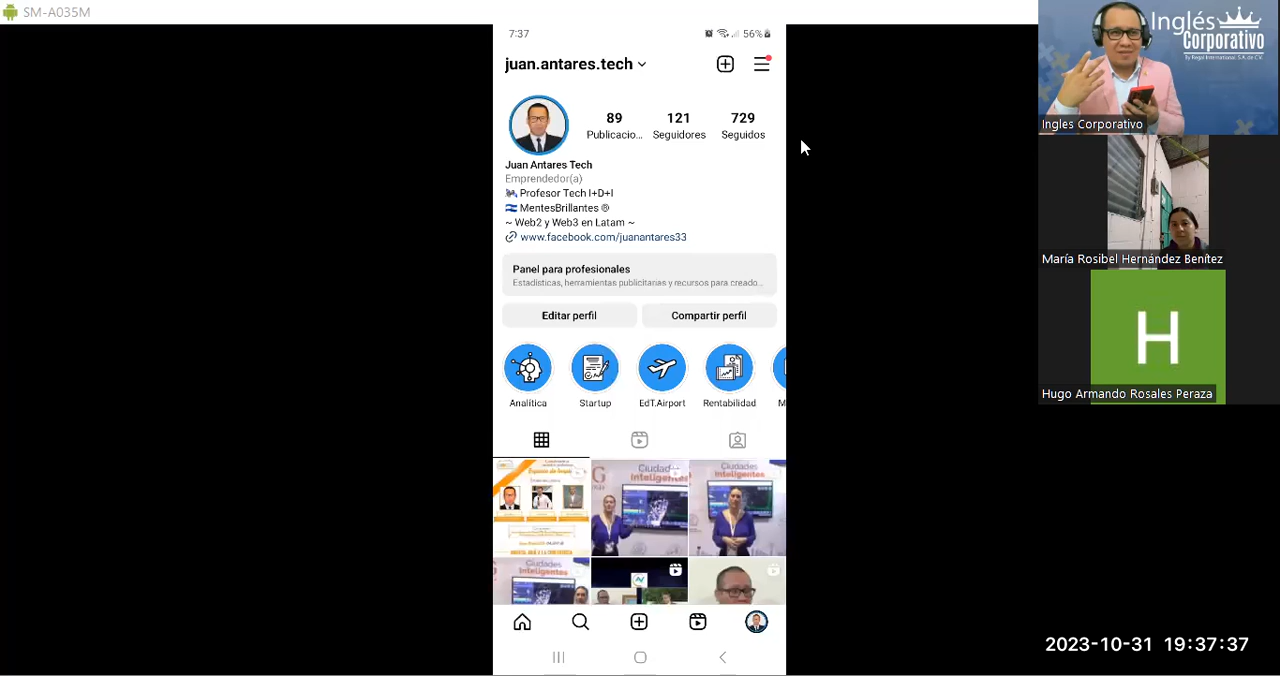 SM-A035M
7:37
56%
juan.antares.tech
89
121
729
Publicacio...
Seguidores
Seguidos
Juan Antares Tech
Emprendedor(a)
Profesor Tech I+D+I
MentesBrillantes ®
~ Web2 y Web3 en Latam ~
www.facebook.com/juanantares33
Panel para profesionales
Estadísticas, herramientas publicitarias y recursos para creado...
Editar perfil
Compartir perfil
Analítica
Startup
EdT.Airport
Rentabilidad
M
Ciudad
Inteligente
Ciudades
Inteligentes
Ciudades
Inteligentes
Inglés
Corporativo
Ingles Corporativo
María Rosibel Hernández Benítez
H
Hugo Armando Rosales Peraza
2023-10-31 19:37:37